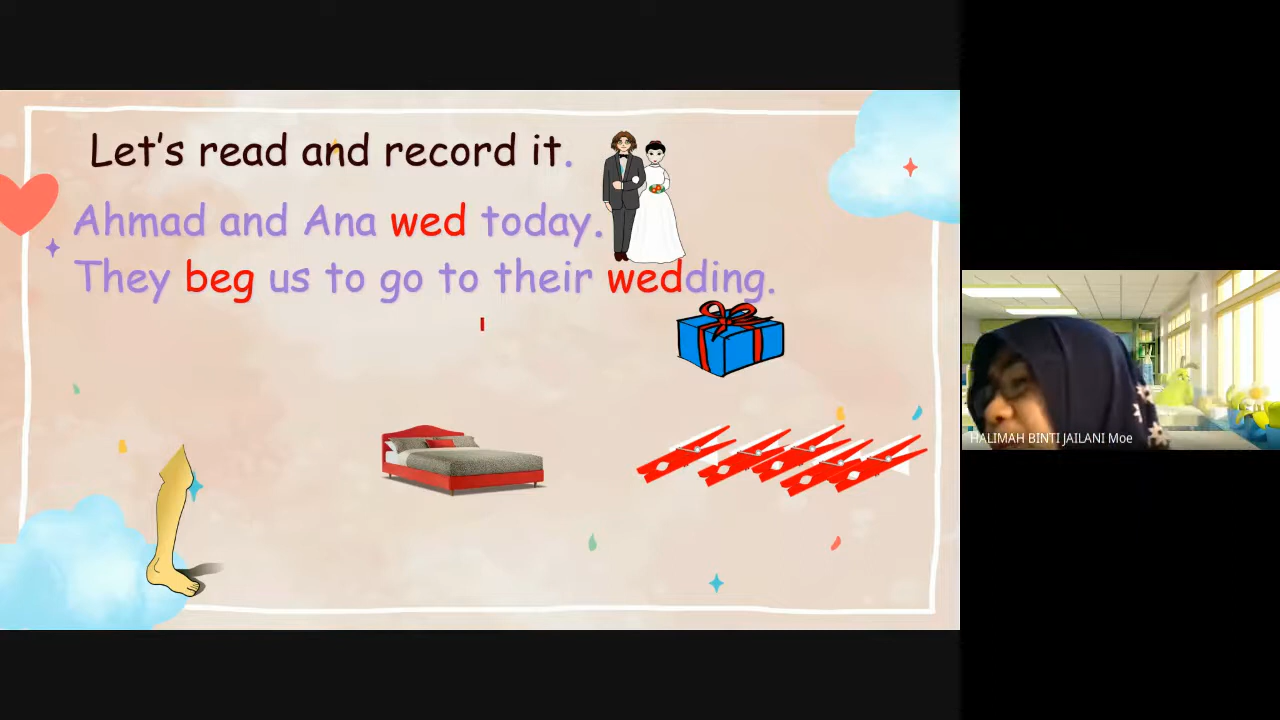 Let's read and record it.
Ahmad and Ana wed today.
They beg us to go to their wedding.
HALIMAH BINTI JAILANI Moe